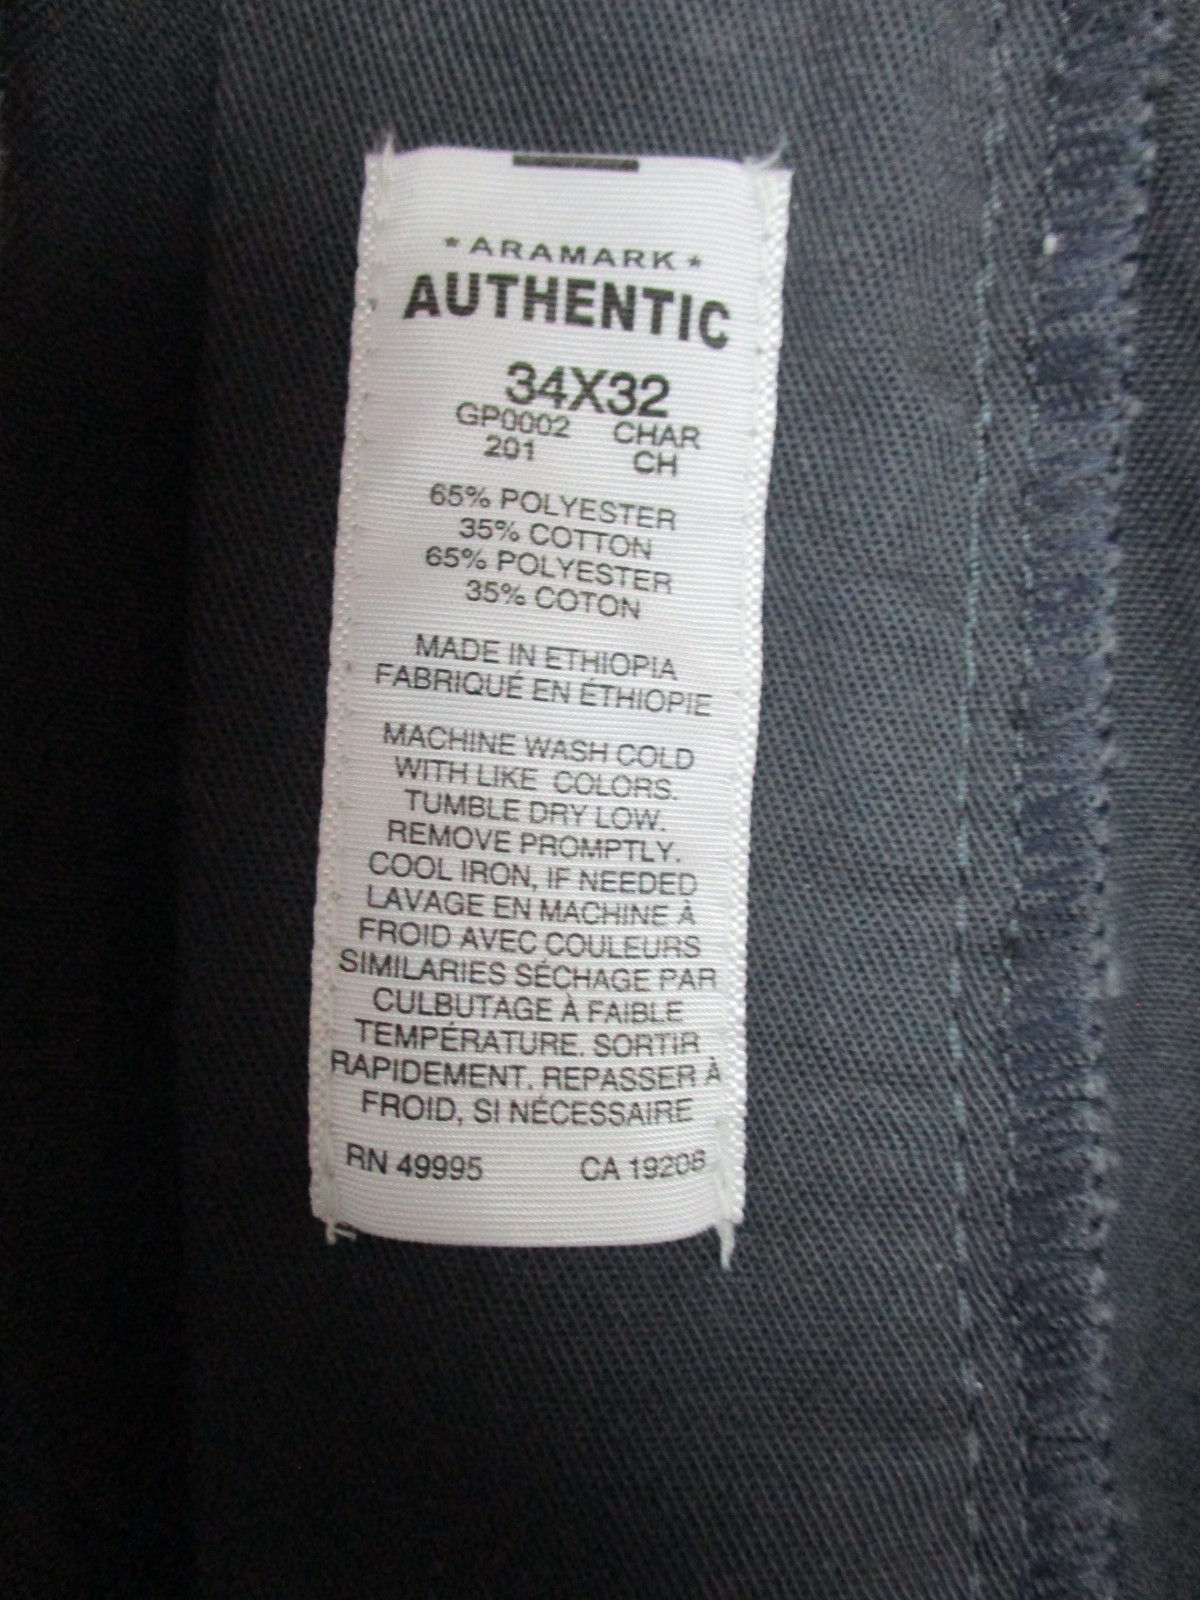 * ARAMARK *
AUTHENTIC
34X32
GP0002 CHAR
201 CH
65% POLYESTER
35% COTTON
65% POLYESTER
35% COTON
MADE IN ETHIOPIA
FABRIQUÉ EN ÉTHIOPIE
MACHINE WASH COLD
WITH LIKE COLORS.
TUMBLE DRY LOW.
REMOVE PROMPTLY.
COOL IRON, IF NEEDED
LAVAGE EN MACHINE À
FROID AVEC COULEURS
SIMILARIES SÉCHAGE PAR
CULBUTAGE À FAIBLE
TEMPÉRATURE. SORTIR
RAPIDEMENT. REPASSER À
FROID, SI NÉCESSAIRE
RN 49995 CA 19206